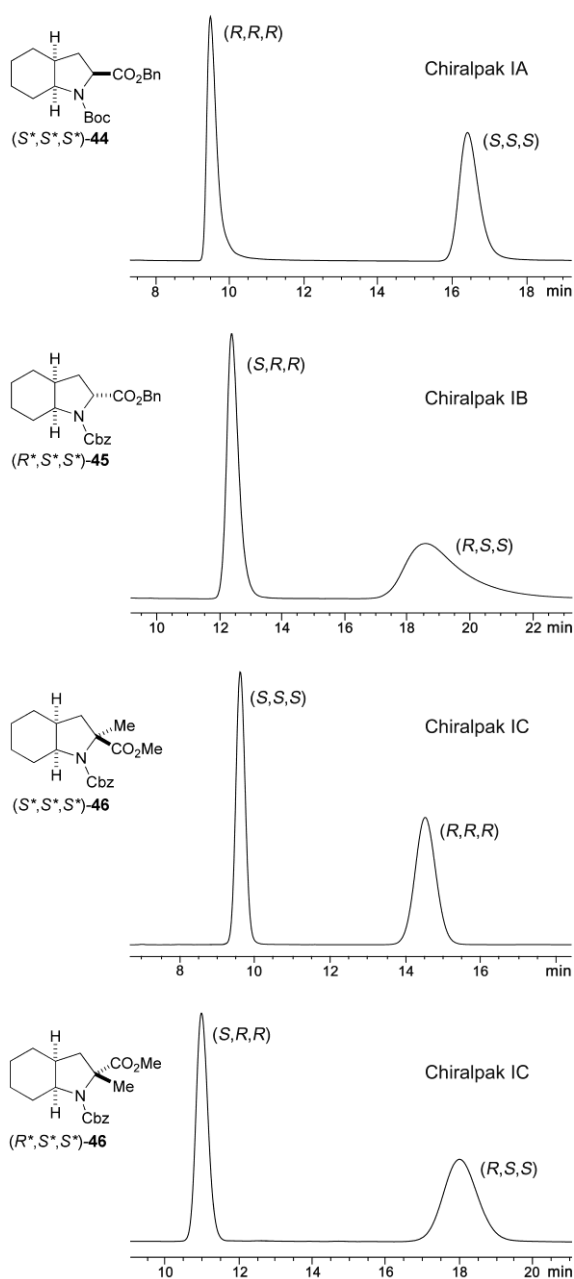 (R,R,R)
Chiralpak IA
H
CO2Bn
N
H
Boc
(S*,S*,S*)-44
(S,S,S)
8 10 12 14 16 18 min
(S,R,R)
Chiralpak IB
H
CO2Bn
N
H
Cbz
(R*,S*,S*)-45
(R,S,S)
10 12 14 16 18 20 22 min
(S,S,S)
Chiralpak IC
H
Me
CO2Me
N
H
Cbz
(S*,S*,S*)-46
(R,R,R)
8 10 12 14 16 min
(S,R,R)
Chiralpak IC
H
CO2Me
Me
N
H
Cbz
(R*,S*,S*)-46
(R,S,S)
10 12 14 16 18 20 min